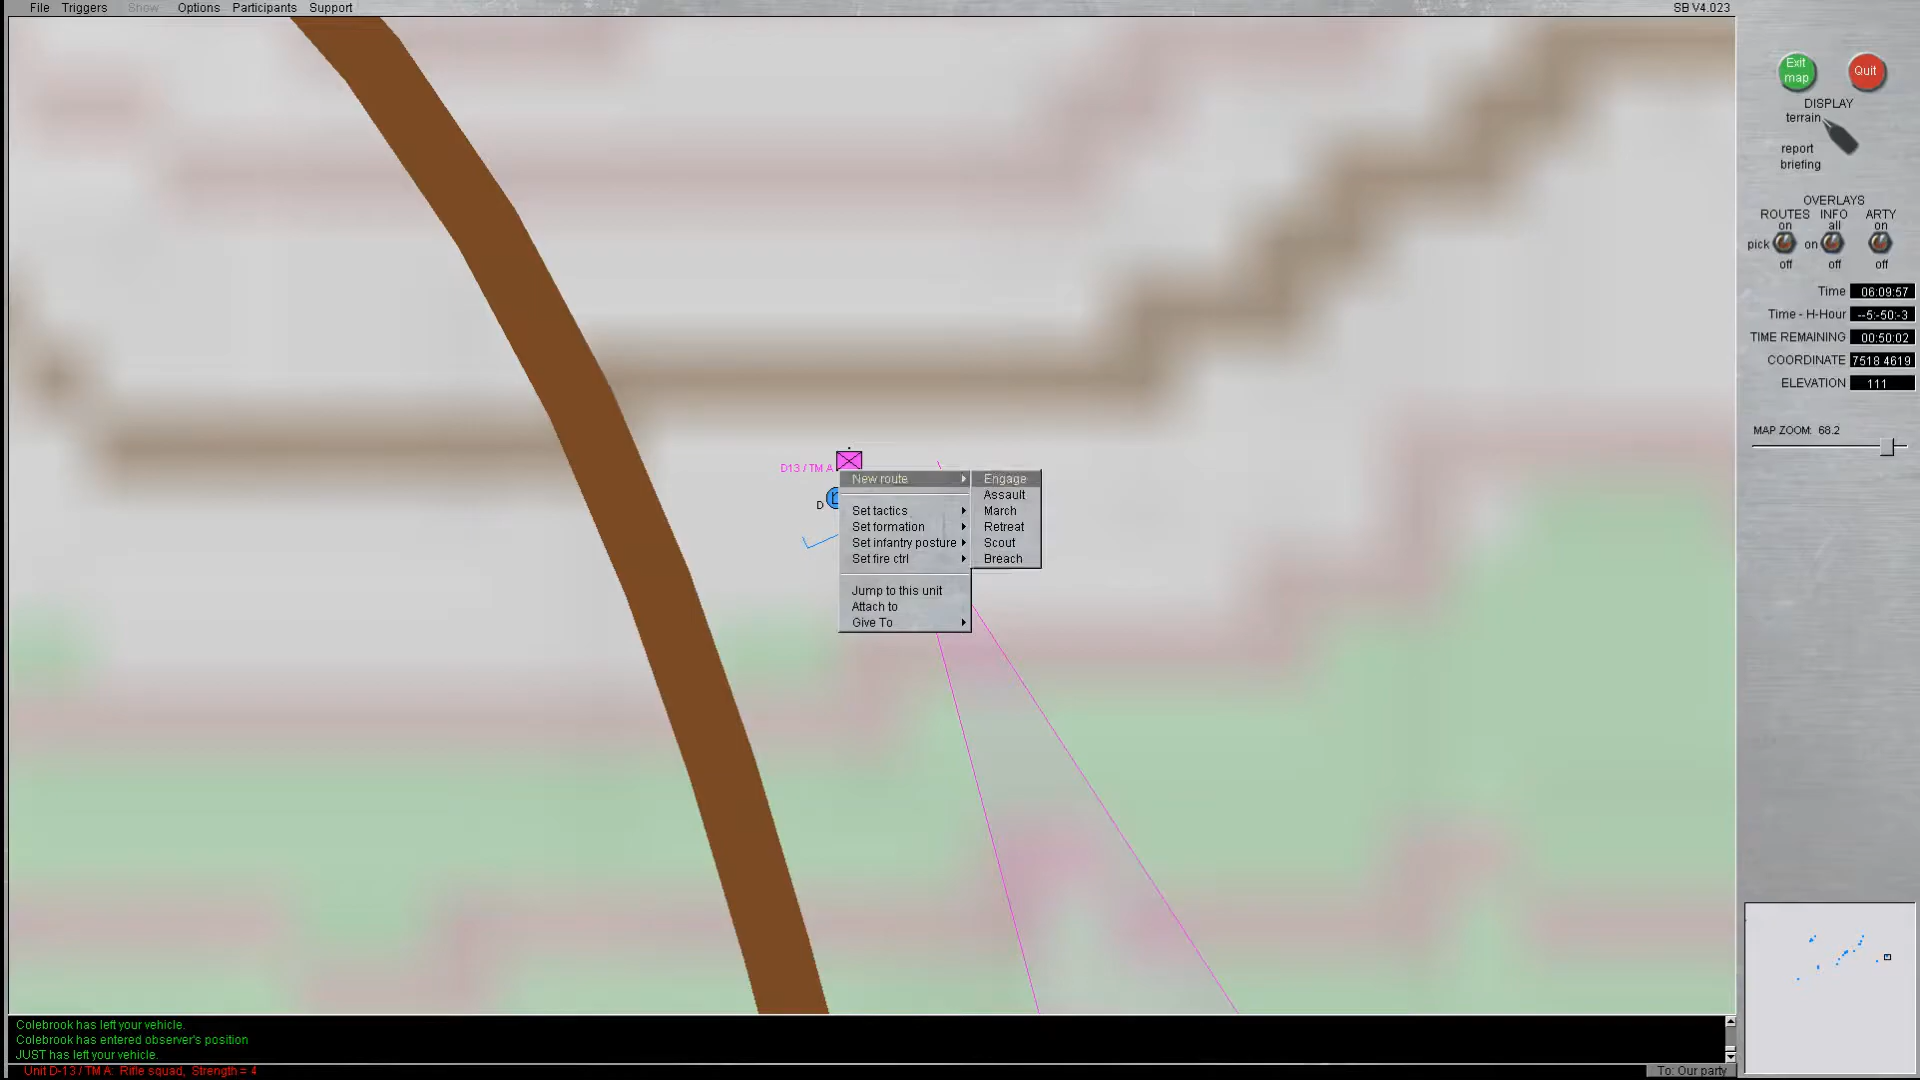 File Triggers Show Options Participants Support SB V4.023
Exit map
Quit
DISPLAY
terrain
report
briefing
OVERLAYS
ROUTES INFO ARTY
on all on
pick on
off off off
Time 06:09:57
Time - H-Hour --5:-50:-3
TIME REMAINING 00:50:02
COORDINATE 7518 4619
ELEVATION 111
MAP ZOOM: 68.2
D13 / TM A
D
New route
Set tactics
Set formation
Set infantry posture
Set fire ctrl
Jump to this unit
Attach to
Give To
Engage
Assault
March
Retreat
Scout
Breach
Colebrook has left your vehicle.
Colebrook has entered observer's position
JUST has left your vehicle.
Unit D-13 / TM A: Rifle squad, Strength = 4
To: Our party